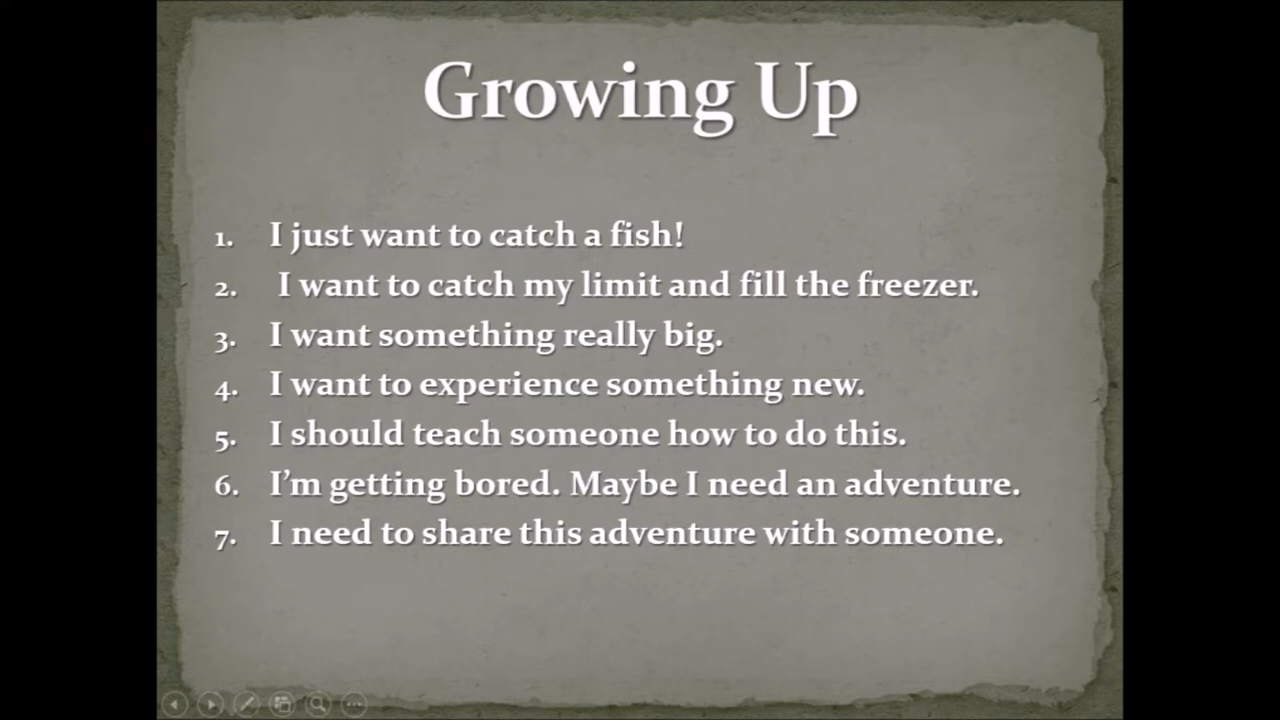 Growing Up
1. I just want to catch a fish!
2. I want to catch my limit and fill the freezer.
3. I want something really big.
4. I want to experience something new.
5. I should teach someone how to do this.
6. I’m getting bored. Maybe I need an adventure.
7. I need to share this adventure with someone.